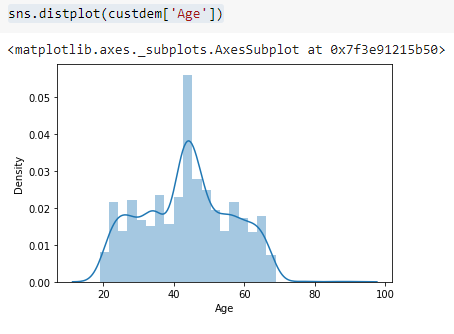 sns.distplot(custdem['Age'])
<matplotlib.axes._subplots.AxesSubplot at 0x7f3e91215b50>
0.05
0.04
0.03
0.02
0.01
0.00
Density
20 40 60 80 100
Age